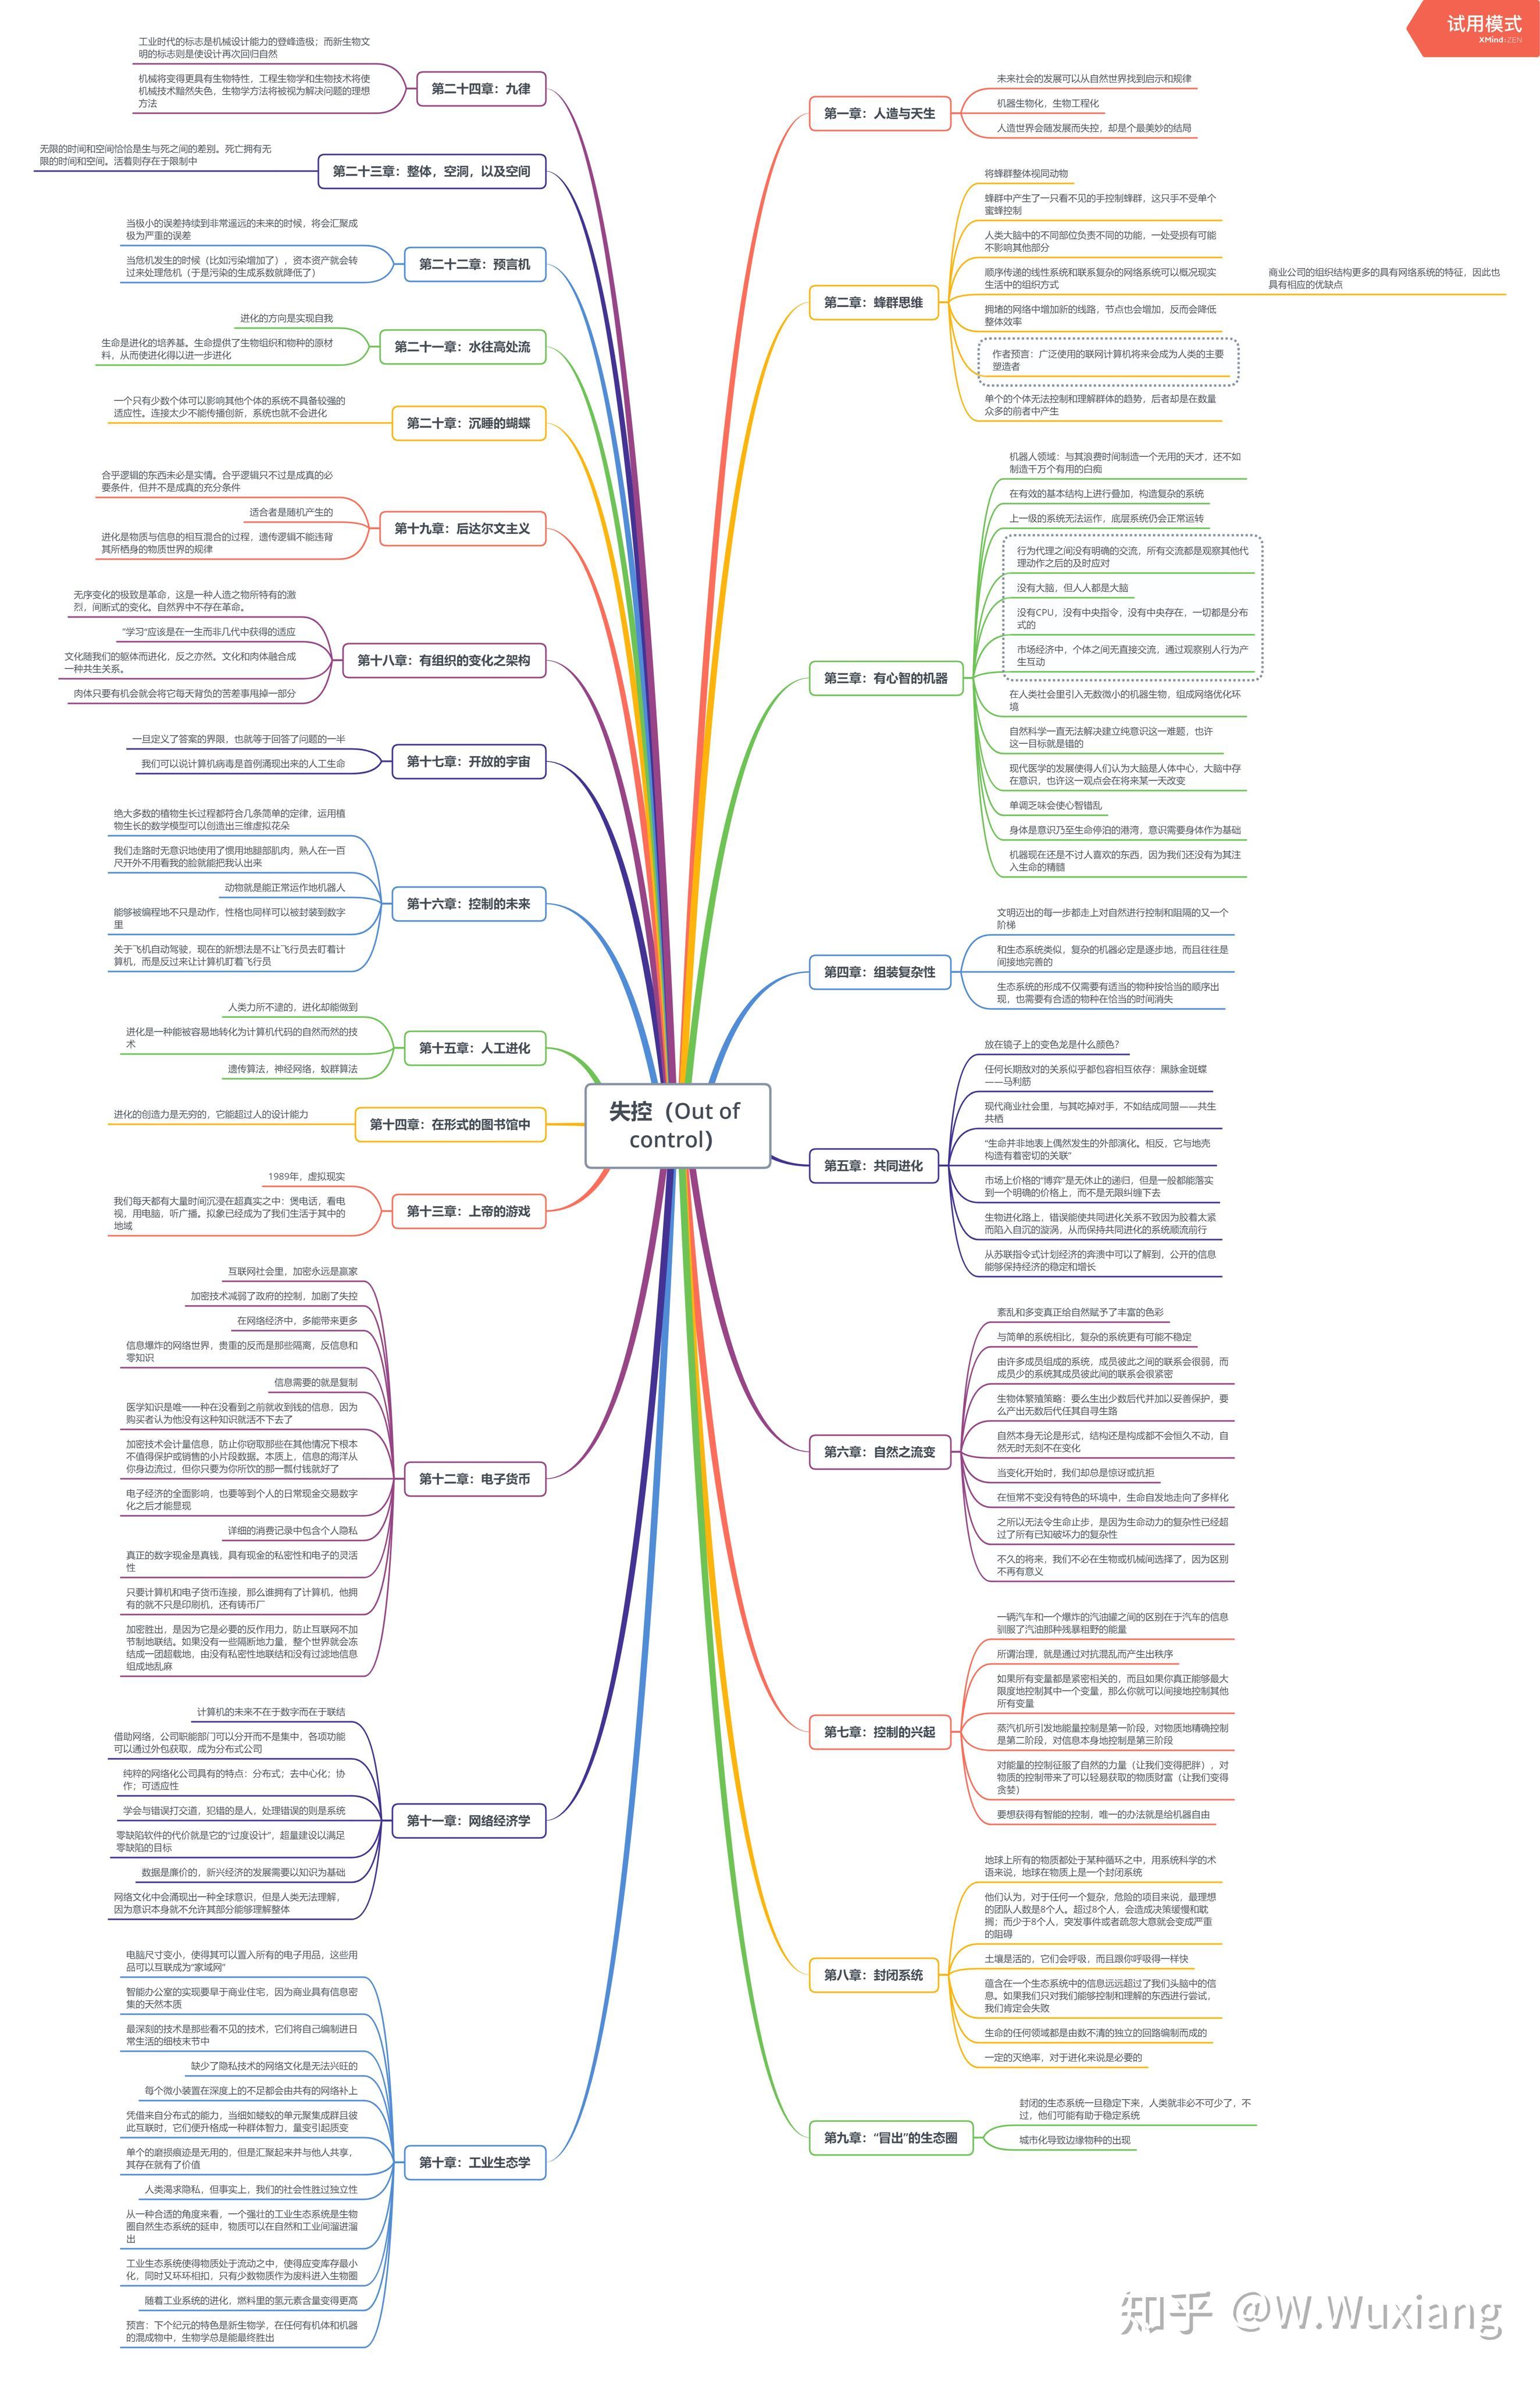 试用模式
XMind:ZEN
失控（Out of
control）
第一章：人造与天生
未来社会的发展可以从自然世界找到启示和规律
机器生物化，生物工程化
人造世界会随发展而失控，却是个最美妙的结局
第二章：蜂群思维
将蜂群整体视同动物
蜂群中产生了一只看不见的手控制蜂群，这只手不受单个
蜜蜂控制
人类大脑中的不同部位负责不同的功能，一处受损有可能
不影响其他部分
顺序传递的线性系统和联系复杂的网络系统可以概况现实
生活中的组织方式
商业公司的组织结构更多的具有网络系统的特征，因此也
具有相应的优缺点
拥堵的网络中增加新的线路，节点也会增加，反而会降低
整体效率
作者预言：广泛使用的联网计算机将来会成为人类的主要
塑造者
单个的个体无法控制和理解群体的趋势，后者却是在数量
众多的前者中产生
第三章：有心智的机器
机器人领域：与其浪费时间制造一个无用的天才，还不如
制造千万个有用的白痴
在有效的基本结构上进行叠加，构造复杂的系统
上一级的系统无法运作，底层系统仍会正常运转
行为代理之间没有明确的交流，所有交流都是观察其他代
理动作之后的及时应对
没有大脑，但人人都是大脑
没有CPU，没有中央指令，没有中央存在，一切都是分布
式的
市场经济中，个体之间无直接交流，通过观察别人行为产
生互动
在人类社会里引入无数微小的机器生物，组成网络优化环
境
自然科学一直无法解决建立纯意识这一难题，也许
这一目标就是错的
现代医学的发展使得人们认为大脑是人体中心，大脑中存
在意识，也许这一观点会在将来某一天改变
单调乏味会使心智错乱
身体是意识乃至生命停泊的港湾，意识需要身体作为基础
机器现在还是不讨人喜欢的东西，因为我们还没有为其注
入生命的精髓
第四章：组装复杂性
文明迈出的每一步都走上对自然进行控制和阻隔的又一个
阶梯
和生态系统类似，复杂的机器必定是逐步地，而且往往是
间接地完善的
生态系统的形成不仅需要有适当的物种按恰当的顺序出
现，也需要有合适的物种在恰当的时间消失
第五章：共同进化
放在镜子上的变色龙是什么颜色？
任何长期敌对的关系似乎都包容相互依存：黑脉金斑蝶
——马利筋
现代商业社会里，与其吃掉对手，不如结成同盟——共生
共栖
“生命并非地表上偶然发生的外部演化。相反，它与地壳
构造有着密切的关联”
市场上价格的“博弈”是无休止的递归，但是一般都能落实
到一个明确的价格上，而不是无限纠缠下去
生物进化路上，错误能使共同进化关系不致因为胶着太紧
而陷入自沉的漩涡，从而保持共同进化的系统顺流前行
从苏联指令式计划经济的奔溃中可以了解到，公开的信息
能够保持经济的稳定和增长
第六章：自然之流变
紊乱和多变真正给自然赋予了丰富的色彩
与简单的系统相比，复杂的系统更有可能不稳定
由许多成员组成的系统，成员彼此之间的联系会很弱，而
成员少的系统其成员彼此间的联系会很紧密
生物体繁殖策略：要么生出少数后代并加以妥善保护，要
么产出无数后代任其自寻生路
自然本身无论是形式，结构还是构成都不会恒久不动，自
然无时无刻不在变化
当变化开始时，我们却总是惊讶或抗拒
在恒常不变没有特色的环境中，生命自发地走向了多样化
之所以无法令生命止步，是因为生命动力的复杂性已经超
过了所有已知破坏力的复杂性
不久的将来，我们不必在生物或机械间选择了，因为区别
不再有意义
第七章：控制的兴起
一辆汽车和一个爆炸的汽油罐之间的区别在于汽车的信息
驯服了汽油那种残暴粗野的能量
所谓治理，就是通过对抗混乱而产生出秩序
如果所有变量都是紧密相关的，而且如果你真正能够最大
限度地控制其中一个变量，那么你就可以间接地控制其他
所有变量
蒸汽机所引发地能量控制是第一阶段，对物质地精确控制
是第二阶段，对信息本身地控制是第三阶段
对能量的控制征服了自然的力量（让我们变得肥胖），对
物质的控制带来了可以轻易获取的物质财富（让我们变得
贪婪）
要想获得有智能的控制，唯一的办法就是给机器自由
第八章：封闭系统
地球上所有的物质都处于某种循环之中，用系统科学的术
语来说，地球在物质上是一个封闭系统
他们认为，对于任何一个复杂，危险的项目来说，最理想
的团队人数是8个人。超过8个人，会造成决策缓慢和耽
搁；而少于8个人，突发事件或者疏忽大意就会变成严重
的阻碍
土壤是活的，它们会呼吸，而且跟你呼吸得一样快
蕴含在一个生态系统中的信息远远超过了我们头脑中的信
息。如果我们只对我们能够控制和理解的东西进行尝试，
我们肯定会失败
生命的任何领域都是由数不清的独立的回路编制而成的
一定的灭绝率，对于进化来说是必要的
第九章：“冒出”的生态圈
封闭的生态系统一旦稳定下来，人类就非必不可少了，不
过，他们可能有助于稳定系统
城市化导致边缘物种的出现
第二十四章：九律
工业时代的标志是机械设计能力的登峰造极；而新生物文
明的标志则是使设计再次回归自然
机械将变得更具有生物特性，工程生物学和生物技术将使
机械技术黯然失色，生物学方法将被视为解决问题的理想
方法
第二十三章：整体，空洞，以及空间
无限的时间和空间恰恰是生与死之间的差别。死亡拥有无
限的时间和空间。活着则存在于限制中
第二十二章：预言机
当极小的误差持续到非常遥远的未来的时候，将会汇聚成
极为严重的误差
当危机发生的时候（比如污染增加了），资本资产就会转
过来处理危机（于是污染的生成系数就降低了）
第二十一章：水往高处流
进化的方向是实现自我
生命是进化的培养基。生命提供了生物组织和物种的原材
料，从而使进化得以进一步进化
第二十章：沉睡的蝴蝶
一个只有少数个体可以影响其他个体的系统不具备较强的
适应性。连接太少不能传播创新，系统也就不会进化
第十九章：后达尔文主义
合乎逻辑的东西未必是实情。合乎逻辑只不过是成真的必
要条件，但并不是成真的充分条件
适合者是随机产生的
进化是物质与信息的相互混合的过程，遗传逻辑不能违背
其所栖身的物质世界的规律
第十八章：有组织的变化之架构
无序变化的极致是革命，这是一种人造之物所特有的激
烈，间断式的变化。自然界中不存在革命。
“学习”应该是在一生而非几代中获得的适应
文化随我们的躯体而进化，反之亦然。文化和肉体融合成
一种共生关系。
肉体只要有机会就会将它每天背负的苦差事甩掉一部分
第十七章：开放的宇宙
一旦定义了答案的界限，也就等于回答了问题的一半
我们可以说计算机病毒是首例涌现出来的人工生命
第十六章：控制的未来
绝大多数的植物生长过程都符合几条简单的定律，运用植
物生长的数学模型可以创造出三维虚拟花朵
我们走路时无意识地使用了惯用地腿部肌肉，熟人在一百
尺开外不用看我的脸就能把我认出来
动物就是能正常运作地机器人
能够被编程地不只是动作，性格也同样可以被封装到数字
里
关于飞机自动驾驶，现在的新想法是不让飞行员去盯着计
算机，而是反过来让计算机盯着飞行员
第十五章：人工进化
人类力所不逮的，进化却能做到
进化是一种能被容易地转化为计算机代码的自然而然的技
术
遗传算法，神经网络，蚁群算法
第十四章：在形式的图书馆中
进化的创造力是无穷的，它能超过人的设计能力
第十三章：上帝的游戏
1989年，虚拟现实
我们每天都有大量时间沉浸在超真实之中：煲电话，看电
视，用电脑，听广播。拟象已经成为了我们生活于其中的
地域
第十二章：电子货币
互联网社会里，加密永远是赢家
加密技术减弱了政府的控制，加剧了失控
在网络经济中，多能带来更多
信息爆炸的网络世界，贵重的反而是那些隔离，反信息和
零知识
信息需要的就是复制
医学知识是唯一一种在没看到之前就收到钱的信息，因为
购买者认为他没有这种知识就活不下去了
加密技术会计量信息，防止你窃取那些在其他情况下根本
不值得保护或销售的小片段数据。本质上，信息的海洋从
你身边流过，但你只要为你所饮的那一瓢付钱就好了
电子经济的全面影响，也要等到个人的日常现金交易数字
化之后才能显现
详细的消费记录中包含个人隐私
真正的数字现金是真钱，具有现金的私密性和电子的灵活
性
只要计算机和电子货币连接，那么谁拥有了计算机，他拥
有的就不只是印刷机，还有铸币厂
加密胜出，是因为它是必要的反作用力，防止互联网不加
节制地联结。如果没有一些隔断地力量，整个世界就会冻
结成一团超载地，由没有私密性地联结和没有过滤地信息
组成地乱麻
第十一章：网络经济学
计算机的未来不在于数字而在于联结
借助网络，公司职能部门可以分开而不是集中，各项功能
可以通过外包获取，成为分布式公司
纯粹的网络化公司具有的特点：分布式；去中心化；协
作；可适应性
学会与错误打交道，犯错的是人，处理错误的则是系统
零缺陷软件的代价就是它的“过度设计”，超量建设以满足
零缺陷的目标
数据是廉价的，新兴经济的发展需要以知识为基础
网络文化中会涌现出一种全球意识，但是人类无法理解，
因为意识本身就不允许其部分能够理解整体
第十章：工业生态学
电脑尺寸变小，使得其可以置入所有的电子用品，这些用
品可以互联成为“家域网”
智能办公室的实现要早于商业住宅，因为商业具有信息密
集的天然本质
最深刻的技术是那些看不见的技术，它们将自己编制进日
常生活的细枝末节中
缺少了隐私技术的网络文化是无法兴旺的
每个微小装置在深度上的不足都会由共有的网络补上
凭借来自分布式的能力，当细如蝼蚁的单元聚集成群且彼
此互联时，它们便升格成一种群体智力，量变引起质变
单个的磨损痕迹是无用的，但是汇聚起来并与他人共享，
其存在就有了价值
人类渴求隐私，但事实上，我们的社会性胜过独立性
从一种合适的角度来看，一个强壮的工业生态系统是生物
圈自然生态系统的延申，物质可以在自然和工业间溜进溜
出
工业生态系统使得物质处于流动之中，使得应变库存最小
化，同时又环环相扣，只有少数物质作为废料进入生物圈
随着工业系统的进化，燃料里的氢元素含量变得更高
预言：下个纪元的特色是新生物学，在任何有机体和机器
的混成物中，生物学总是能最终胜出
知乎 @W.Wuxiang